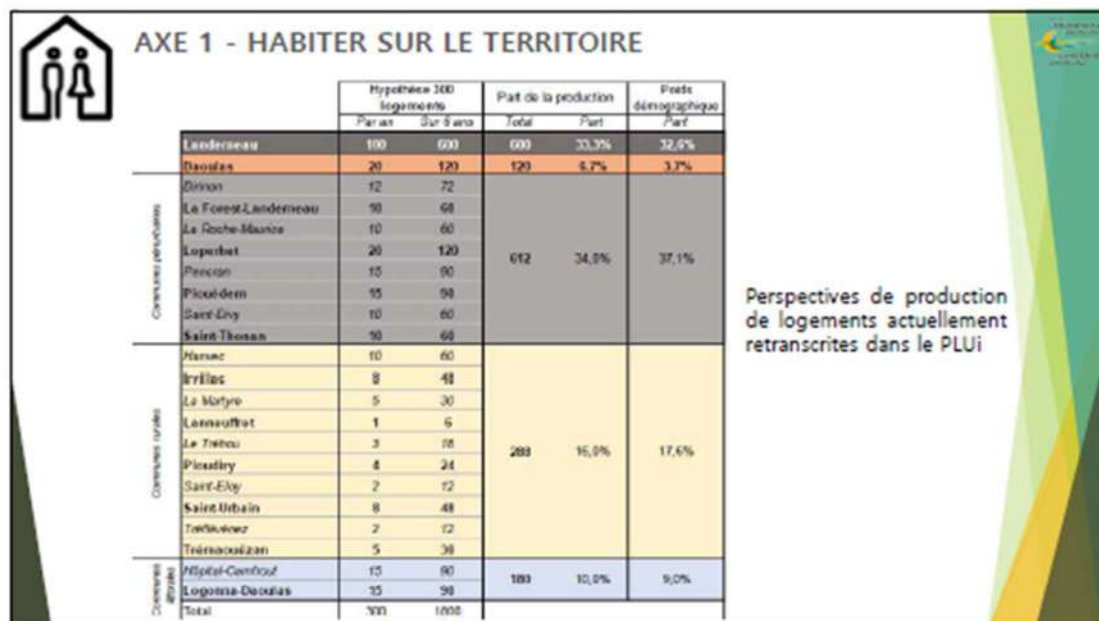 AXE 1 - HABITER SUR LE TERRITOIRE
Hypothèse 300 logements Part de la production Poids démographique
Par an Sur 6 ans Total Part Part
Landerneau 100 600 600 33,3% 32,6%
Daoulas 20 120 120 6,7% 3,7%
Communes périurbaines
Dirinon 12 72
La Forest-Landerneau 10 60
La Roche-Maurice 10 60
Loperhet 20 120
Pencran 15 90
Plouédern 15 90
Saint-Divy 10 60
Saint-Thonan 10 60
612 34,0% 37,1%
Communes rurales
Hanvec 10 60
Irvillac 8 48
La Martyre 5 30
Lanneuffret 1 6
Le Tréhou 3 18
Ploudiry 4 24
Saint-Eloy 2 12
Saint-Urbain 8 48
Tréflévénez 2 12
Trémaouézan 5 30
288 16,0% 17,6%
Communes littorales
Hôpital-Camfrout 15 90
Logonna-Daoulas 15 90
180 10,0% 9,0%
Total 300 1800
Perspectives de production
de logements actuellement
retranscrites dans le PLUi